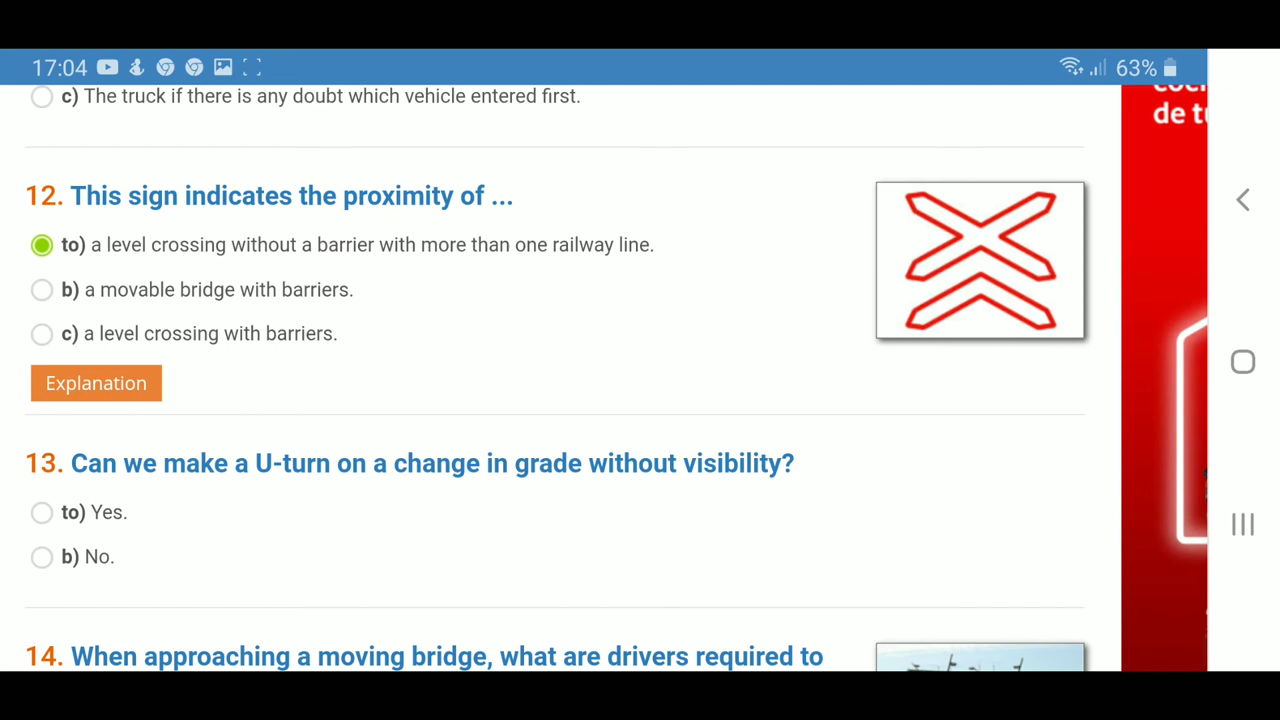 17:04
63%
c) The truck if there is any doubt which vehicle entered first.
de t
12. This sign indicates the proximity of ...
to) a level crossing without a barrier with more than one railway line.
b) a movable bridge with barriers.
c) a level crossing with barriers.
Explanation
13. Can we make a U-turn on a change in grade without visibility?
to) Yes.
b) No.
14. When approaching a moving bridge, what are drivers required to